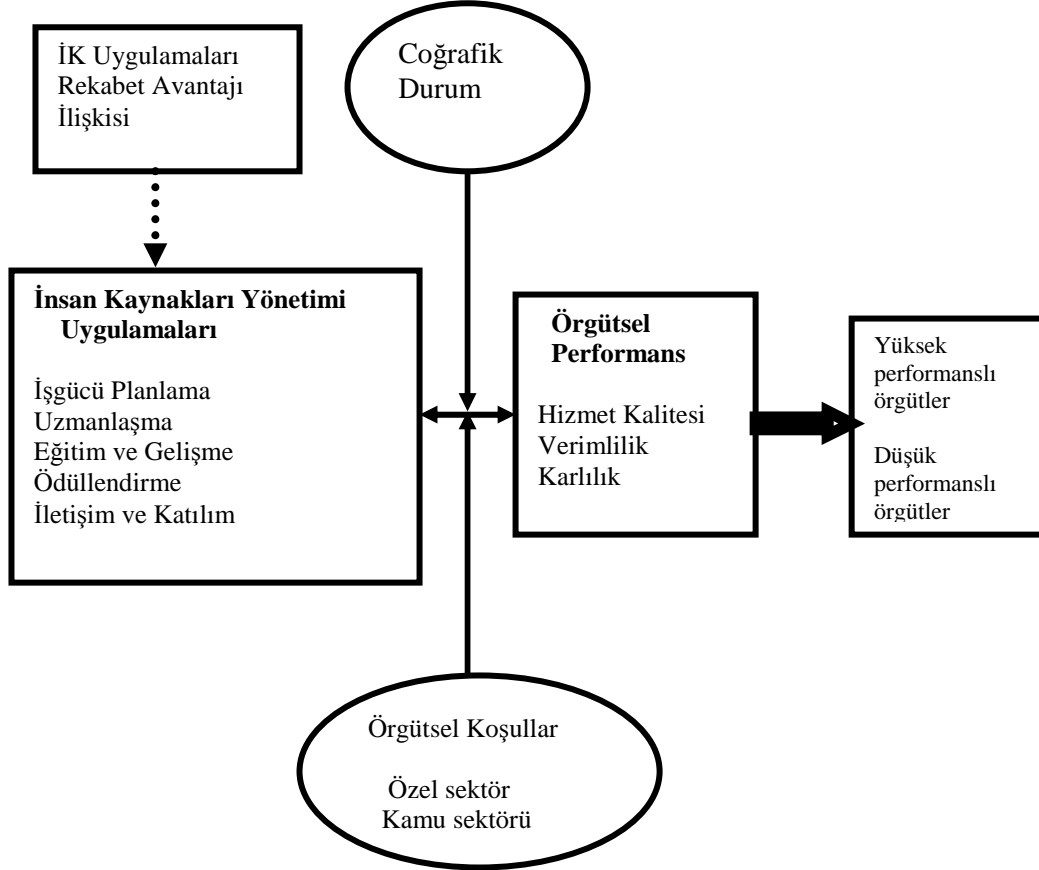 İK Uygulamaları
Rekabet Avantajı
İlişkisi
Coğrafik
Durum
İnsan Kaynakları Yönetimi
Uygulamaları
İşgücü Planlama
Uzmanlaşma
Eğitim ve Gelişme
Ödüllendirme
İletişim ve Katılım
Örgütsel
Performans
Hizmet Kalitesi
Verimlilik
Karlılık
Yüksek
performanslı
örgütler
Düşük
performanslı
örgütler
Örgütsel Koşullar
Özel sektör
Kamu sektörü